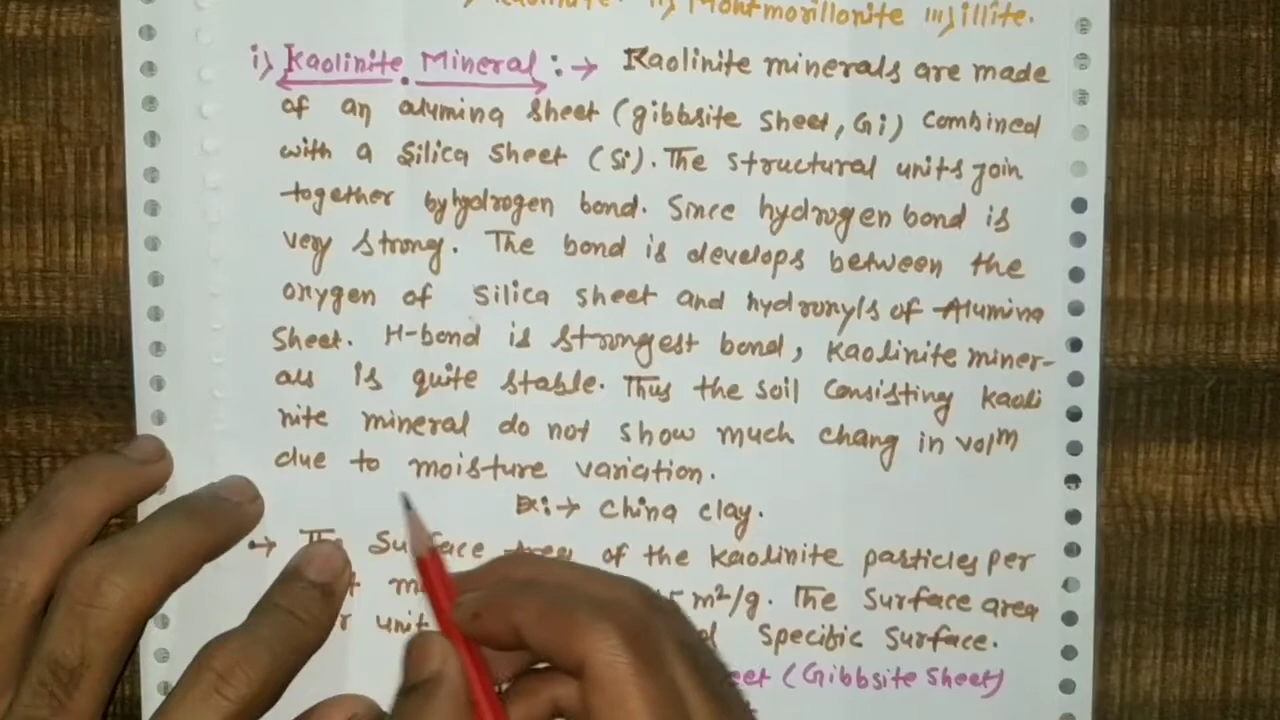 ii) Montmorillonite iii) illite.
i) Kaolinite Mineral :→ Kaolinite minerals are made
of an alumina sheet (gibbsite sheet, Gi) combined
with a silica sheet (Si). The structural units join
together by hydrogen bond. Since hydrogen bond is
very strong. The bond is develops between the
oxygen of silica sheet and hydroxyls of Alumina
sheet. H-bond is strongest bond, kaolinite miner-
als is quite stable. Thus the soil consisting kaoli
nite mineral do not show much chang in volm
due to moisture variation.
Ex:→ China clay.
→ The Surface area of the kaolinite particles per
m²/g. The surface area
unit specific surface.
(Gibbsite sheet)